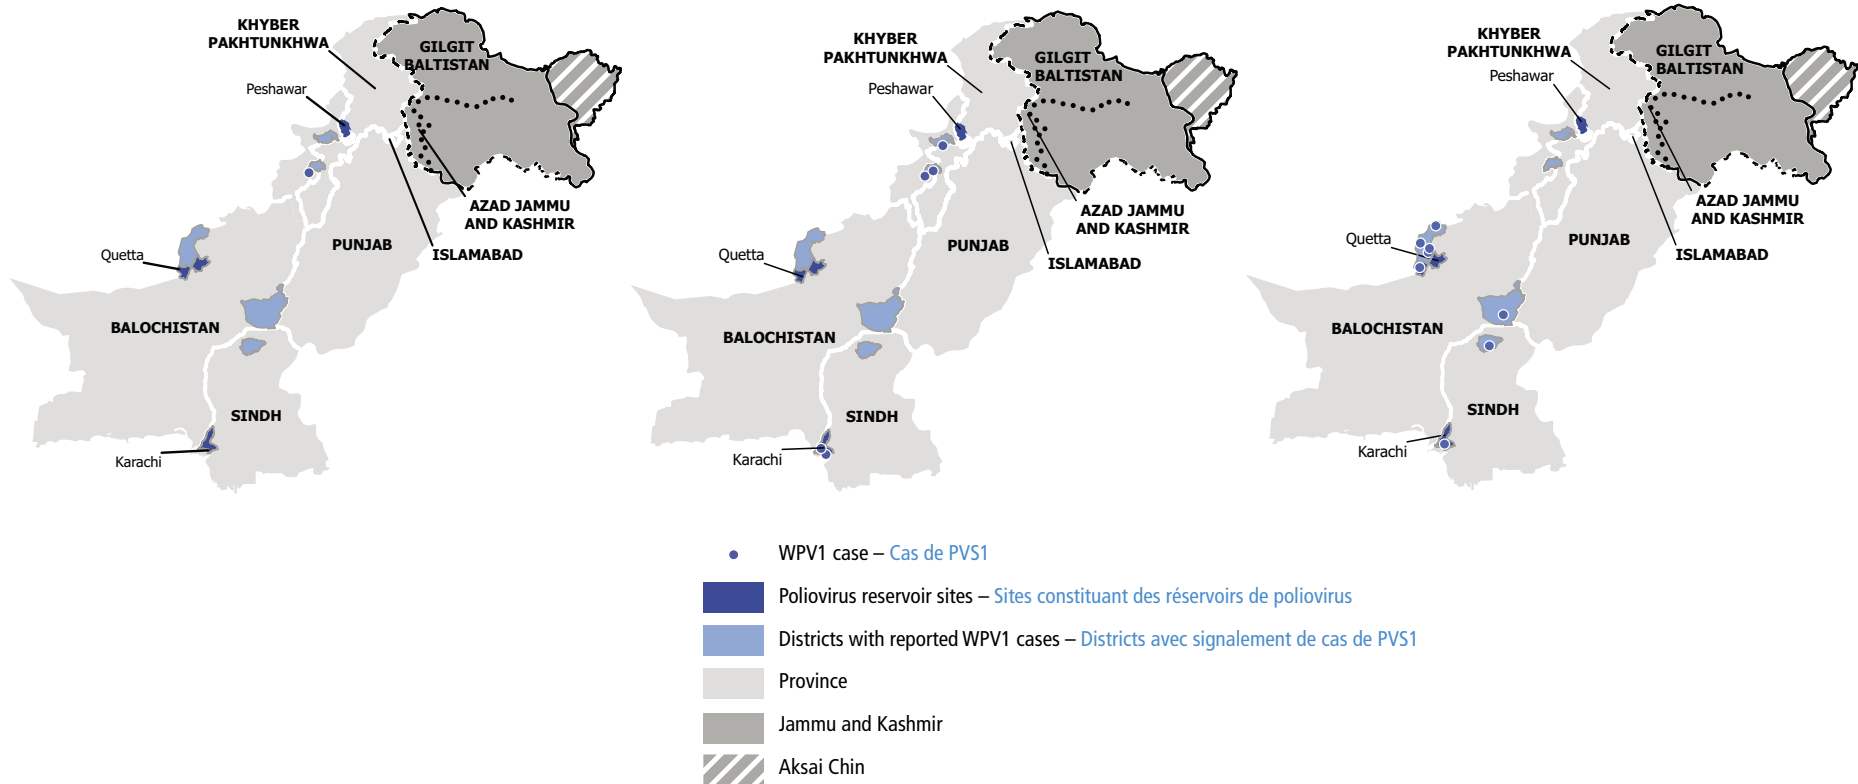 KHYBER
PAKHTUNKHWA
GILGIT
BALTISTAN
Peshawar
AZAD JAMMU
AND KASHMIR
PUNJAB
ISLAMABAD
Quetta
BALOCHISTAN
SINDH
Karachi
KHYBER
PAKHTUNKHWA
GILGIT
BALTISTAN
Peshawar
AZAD JAMMU
AND KASHMIR
PUNJAB
ISLAMABAD
Quetta
BALOCHISTAN
SINDH
Karachi
KHYBER
PAKHTUNKHWA
GILGIT
BALTISTAN
Peshawar
AZAD JAMMU
AND KASHMIR
PUNJAB
ISLAMABAD
Quetta
BALOCHISTAN
SINDH
Karachi
WPV1 case – Cas de PVS1
Poliovirus reservoir sites – Sites constituant des réservoirs de poliovirus
Districts with reported WPV1 cases – Districts avec signalement de cas de PVS1
Province
Jammu and Kashmir
Aksai Chin